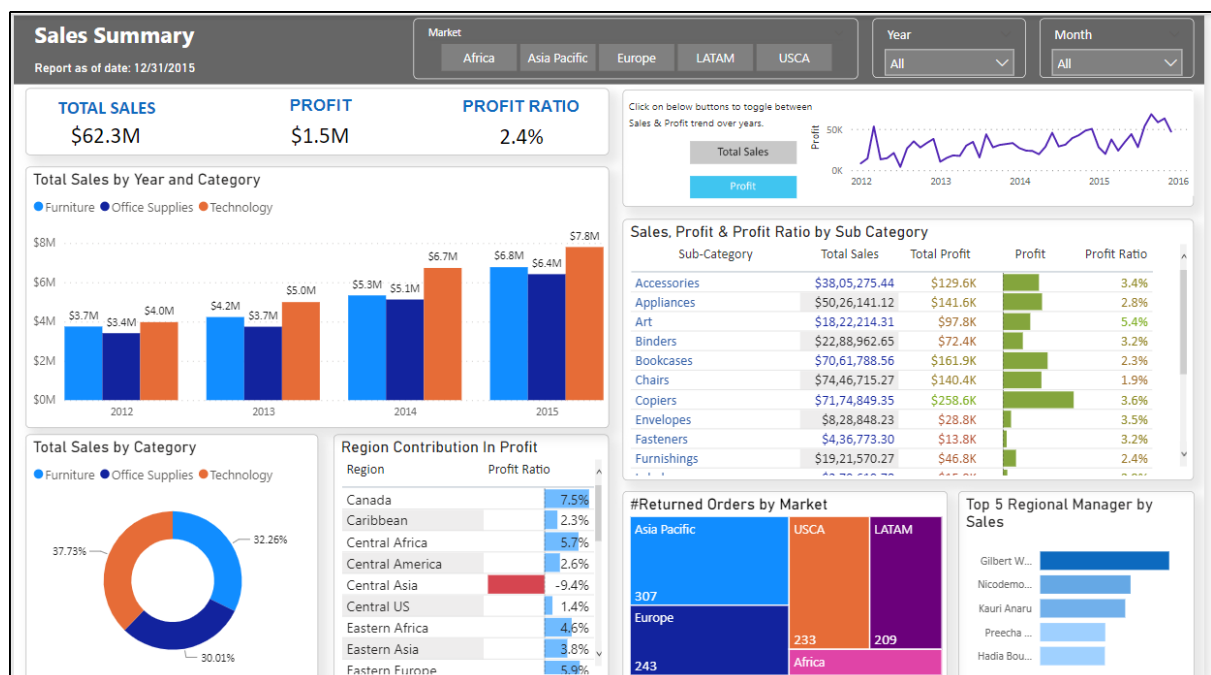 Sales Summary
Report as of date: 12/31/2015
Market
Africa Asia Pacific Europe LATAM USCA
Year
All
Month
All
TOTAL SALES PROFIT PROFIT RATIO
$62.3M $1.5M 2.4%
Click on below buttons to toggle between
Sales & Profit trend over years.
Total Sales
Profit
Profit
50K
0K
2012 2013 2014 2015 2016
Total Sales by Year and Category
Furniture Office Supplies Technology
$8M
$6M
$4M
$2M
$0M
$3.7M $3.4M $4.0M
$4.2M $3.7M $5.0M
$5.3M $5.1M $6.7M
$6.8M $6.4M $7.8M
2012 2013 2014 2015
Sales, Profit & Profit Ratio by Sub Category
Sub-Category Total Sales Total Profit Profit Profit Ratio
Accessories $38,05,275.44 $129.6K 3.4%
Appliances $50,26,141.12 $141.6K 2.8%
Art $18,22,214.31 $97.8K 5.4%
Binders $22,88,962.65 $72.4K 3.2%
Bookcases $70,61,788.56 $161.9K 2.3%
Chairs $74,46,715.27 $140.4K 1.9%
Copiers $71,74,849.35 $258.6K 3.6%
Envelopes $8,28,848.23 $28.8K 3.5%
Fasteners $4,36,773.30 $13.8K 3.2%
Furnishings $19,21,570.27 $46.8K 2.4%
Total Sales by Category
Furniture Office Supplies Technology
37.73%
32.26%
30.01%
Region Contribution In Profit
Region Profit Ratio
Canada 7.5%
Caribbean 2.3%
Central Africa 5.7%
Central America 2.6%
Central Asia -9.4%
Central US 1.4%
Eastern Africa 4.6%
Eastern Asia 3.8%
Eastern Europe 5.9%
#Returned Orders by Market
Asia Pacific
307
Europe
243
USCA
233
LATAM
209
Africa
Top 5 Regional Manager by
Sales
Gilbert W...
Nicodemo...
Kauri Anaru
Preecha ...
Hadia Bou...